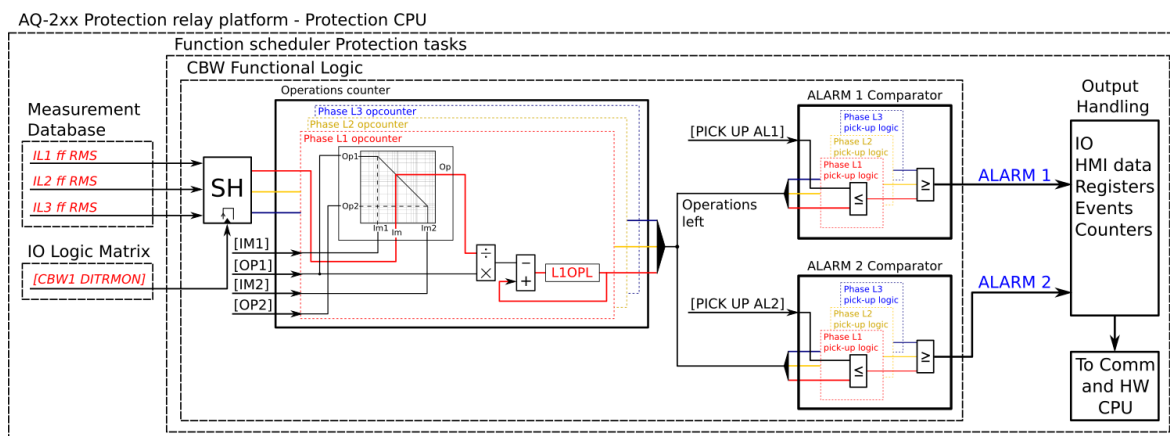 AQ-2xx Protection relay platform - Protection CPU
Function scheduler Protection tasks
CBW Functional Logic
Measurement
Database
IL1 ff RMS
IL2 ff RMS
IL3 ff RMS
SH
IO Logic Matrix
[CBW1 DITRMON]
Operations counter
Phase L3 opcounter
Phase L2 opcounter
Phase L1 opcounter
Op1
Op
Op2
Im1
Im
Im2
[IM1]
[OP1]
[IM2]
[OP2]
÷
×
−
+
L1OPL
Operations
left
ALARM 1 Comparator
[PICK UP AL1]
Phase L3
pick-up logic
Phase L2
pick-up logic
Phase L1
pick-up logic
≤
≥
ALARM 1
ALARM 2 Comparator
[PICK UP AL2]
Phase L3
pick-up logic
Phase L2
pick-up logic
Phase L1
pick-up logic
≤
≥
ALARM 2
Output
Handling
IO
HMI data
Registers
Events
Counters
To Comm
and HW
CPU